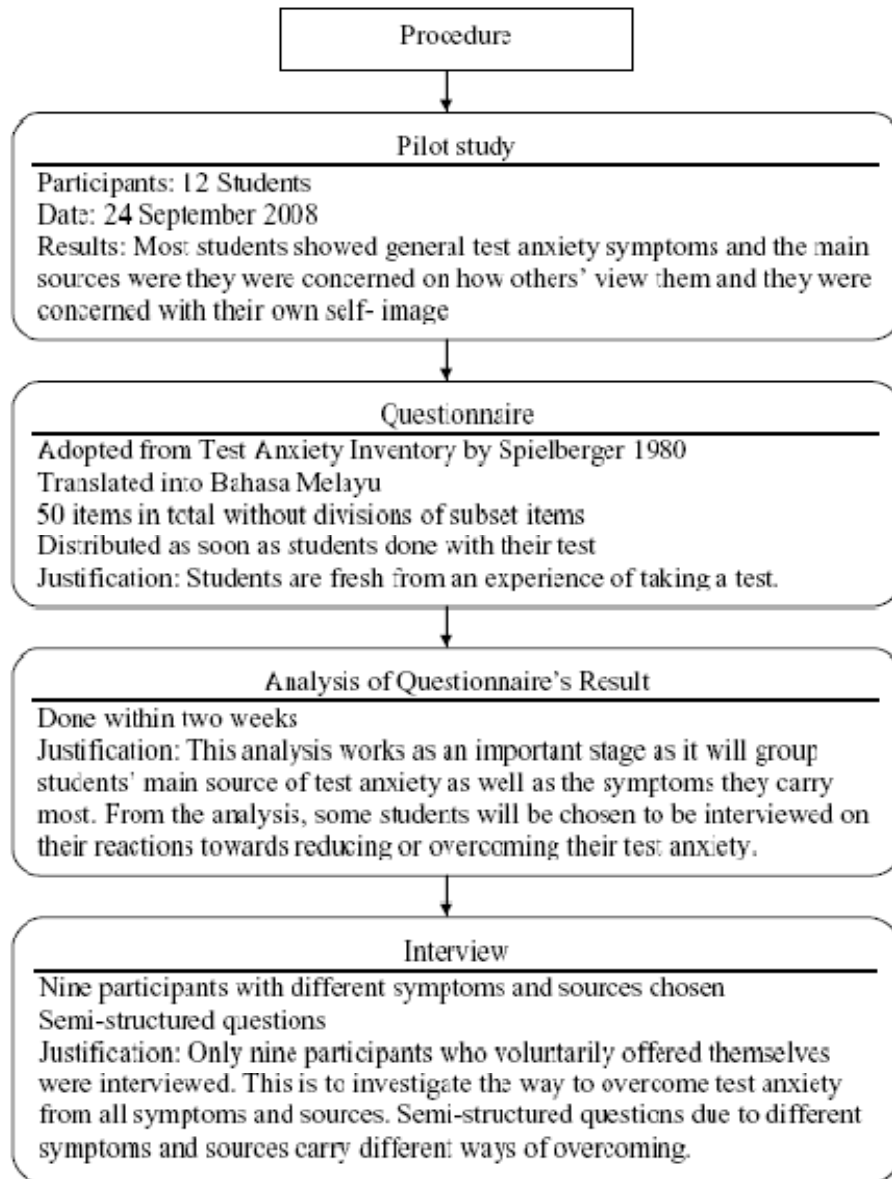 Procedure
Pilot study
Participants: 12 Students
Date: 24 September 2008
Results: Most students showed general test anxiety symptoms and the main
sources were they were concerned on how others' view them and they were
concerned with their own self- image
Questionnaire
Adopted from Test Anxiety Inventory by Spielberger 1980
Translated into Bahasa Melayu
50 items in total without divisions of subset items
Distributed as soon as students done with their test
Justification: Students are fresh from an experience of taking a test.
Analysis of Questionnaire's Result
Done within two weeks
Justification: This analysis works as an important stage as it will group
students' main source of test anxiety as well as the symptoms they carry
most. From the analysis, some students will be chosen to be interviewed on
their reactions towards reducing or overcoming their test anxiety.
Interview
Nine participants with different symptoms and sources chosen
Semi-structured questions
Justification: Only nine participants who voluntarily offered themselves
were interviewed. This is to investigate the way to overcome test anxiety
from all symptoms and sources. Semi-structured questions due to different
symptoms and sources carry different ways of overcoming.